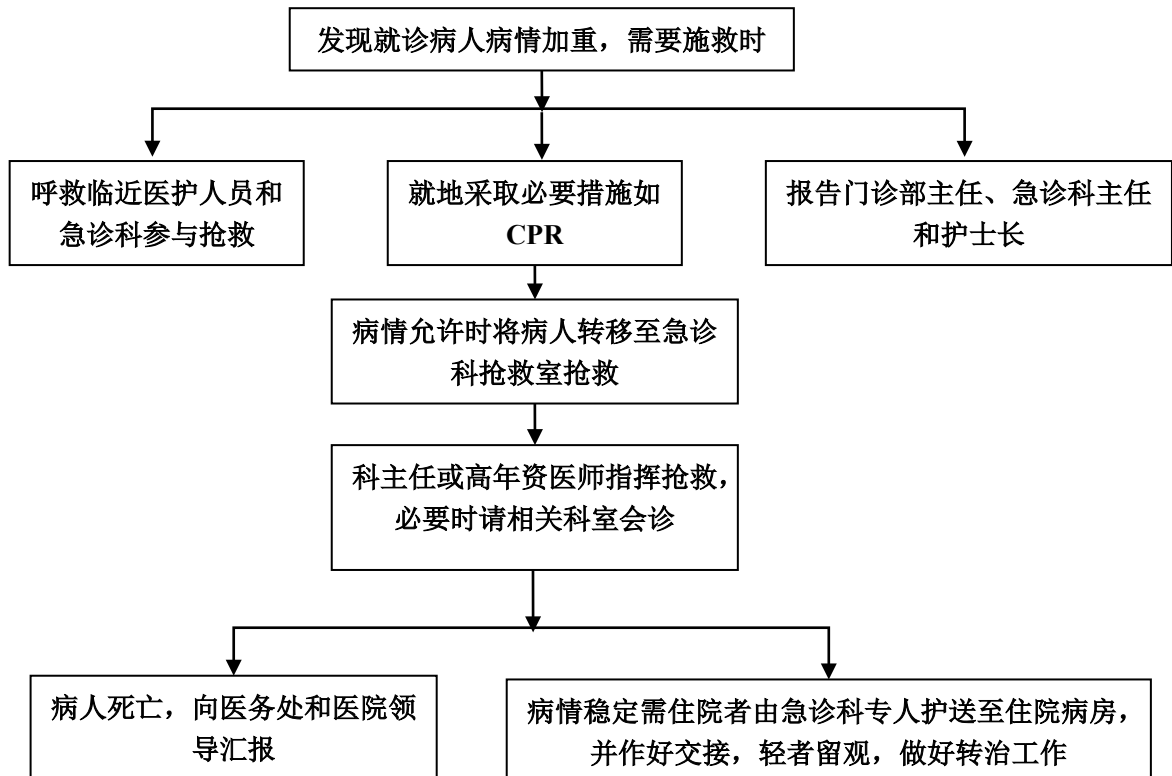 发现就诊病人病情加重，需要施救时
呼救临近医护人员和
急诊科参与抢救
就地采取必要措施如
CPR
报告门诊部主任、急诊科主任
和护士长
病情允许时将病人转移至急诊
科抢救室抢救
科主任或高年资医师指挥抢救，
必要时请相关科室会诊
病人死亡，向医务处和医院领
导汇报
病情稳定需住院者由急诊科专人护送至住院病房，
并作好交接，轻者留观，做好转治工作